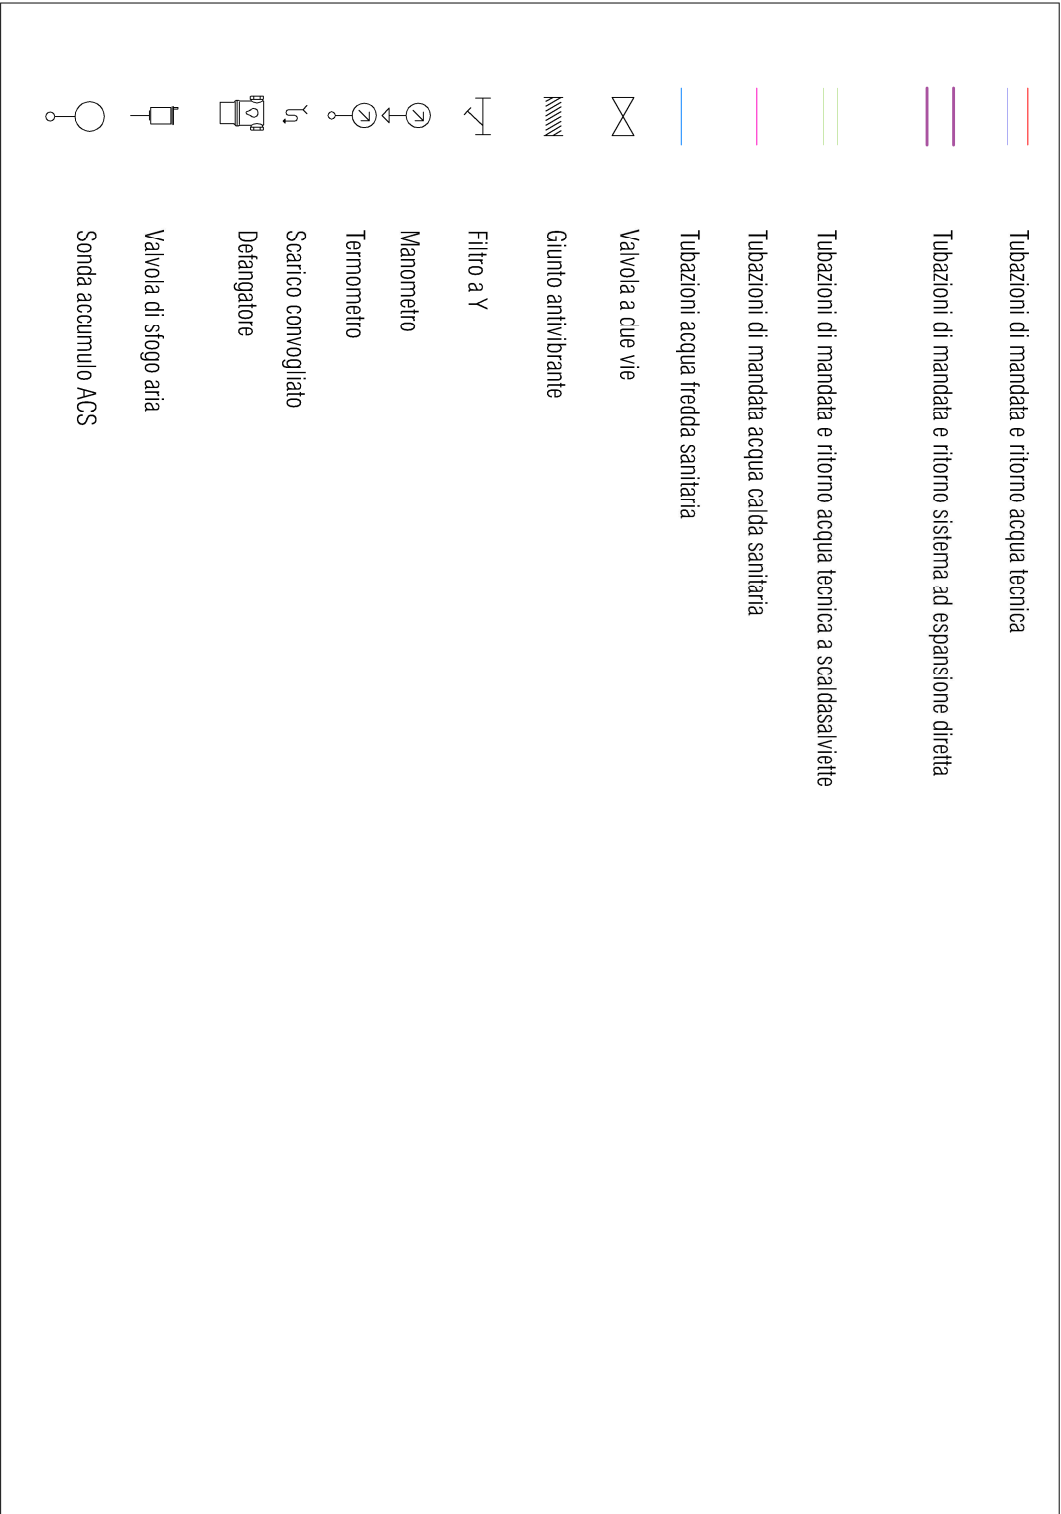 Tubazioni di mandata e ritorno acqua tecnica
Tubazioni di mandata e ritorno sistema ad espansione diretta
Tubazioni di mandata e ritorno acqua tecnica a scaldasalviette
Tubazioni di mandata acqua calda sanitaria
Tubazioni acqua fredda sanitaria
Valvola a due vie
Giunto antivibrante
Filtro a Y
Manometro
Termometro
Scarico convogliato
Defangatore
Valvola di sfogo aria
Sonda accumulo ACS